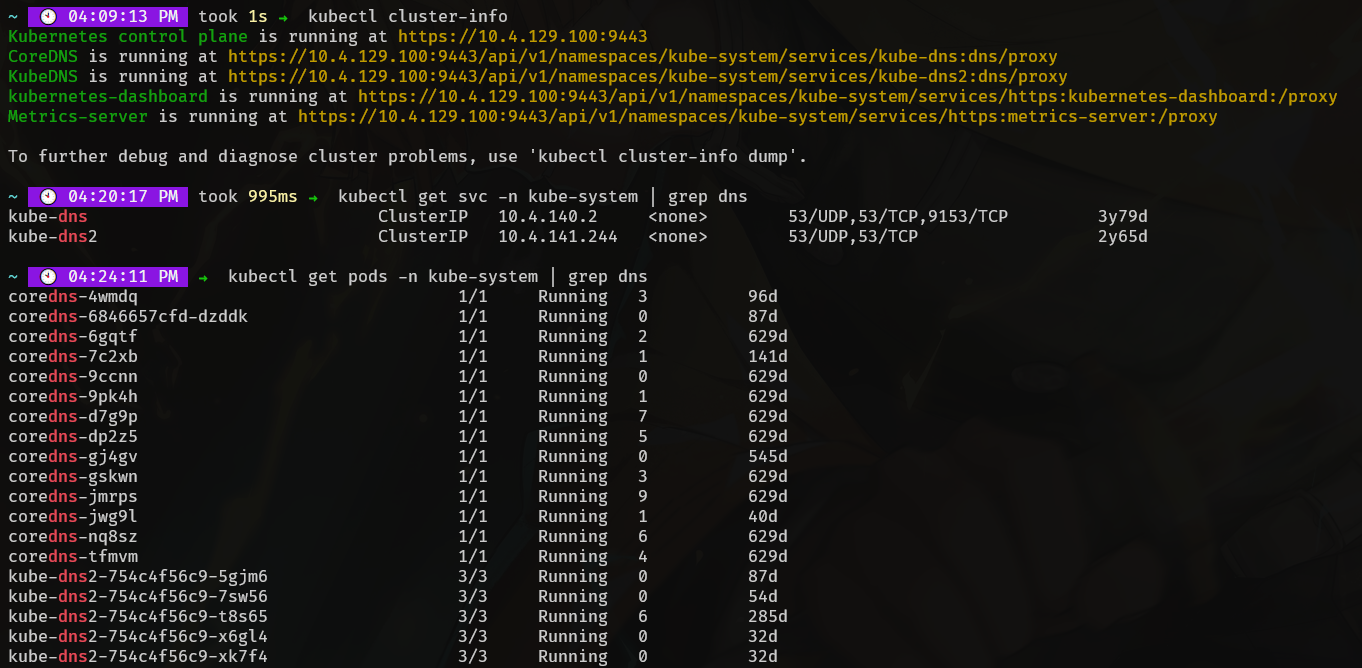 ~ 🕙 04:09:13 PM took 1s → kubectl cluster-info
Kubernetes control plane is running at https://10.4.129.100:9443
CoreDNS is running at https://10.4.129.100:9443/api/v1/namespaces/kube-system/services/kube-dns:dns/proxy
KubeDNS is running at https://10.4.129.100:9443/api/v1/namespaces/kube-system/services/kube-dns2:dns/proxy
kubernetes-dashboard is running at https://10.4.129.100:9443/api/v1/namespaces/kube-system/services/https:kubernetes-dashboard:/proxy
Metrics-server is running at https://10.4.129.100:9443/api/v1/namespaces/kube-system/services/https:metrics-server:/proxy
To further debug and diagnose cluster problems, use 'kubectl cluster-info dump'.
~ 🕙 04:20:17 PM took 995ms → kubectl get svc -n kube-system | grep dns
kube-dns ClusterIP 10.4.140.2 <none> 53/UDP,53/TCP,9153/TCP 3y79d
kube-dns2 ClusterIP 10.4.141.244 <none> 53/UDP,53/TCP 2y65d
~ 🕙 04:24:11 PM → kubectl get pods -n kube-system | grep dns
coredns-4wmdq 1/1 Running 3 96d
coredns-6846657cfd-dzddk 1/1 Running 0 87d
coredns-6gqtf 1/1 Running 2 629d
coredns-7c2xb 1/1 Running 1 141d
coredns-9ccnn 1/1 Running 0 629d
coredns-9pk4h 1/1 Running 1 629d
coredns-d7g9p 1/1 Running 7 629d
coredns-dp2z5 1/1 Running 5 629d
coredns-gj4gv 1/1 Running 0 545d
coredns-gskwn 1/1 Running 3 629d
coredns-jmrps 1/1 Running 9 629d
coredns-jwg9l 1/1 Running 1 40d
coredns-nq8sz 1/1 Running 6 629d
coredns-tfmvm 1/1 Running 4 629d
kube-dns2-754c4f56c9-5gjm6 3/3 Running 0 87d
kube-dns2-754c4f56c9-7sw56 3/3 Running 0 54d
kube-dns2-754c4f56c9-t8s65 3/3 Running 6 285d
kube-dns2-754c4f56c9-x6gl4 3/3 Running 0 32d
kube-dns2-754c4f56c9-xk7f4 3/3 Running 0 32d